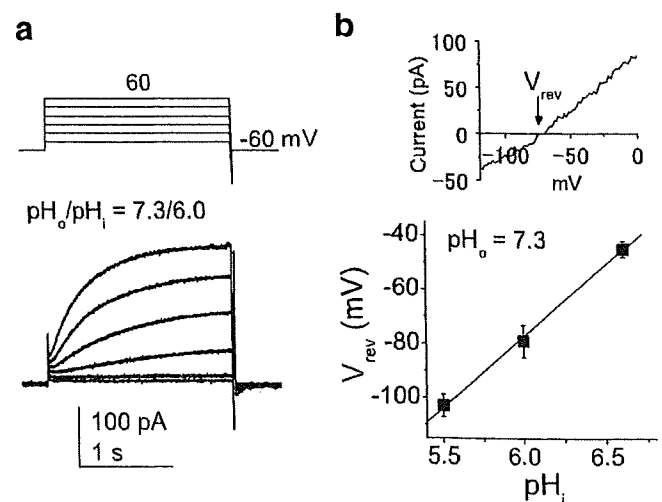 a
60
-60 mV
pHo/pHi = 7.3/6.0
100 pA
1 s
b
100
50
0
-50
Current (pA)
Vrev
-100
-50
0
mV
pHo = 7.3
-40
-60
-80
-100
Vrev (mV)
5.5
6.0
6.5
pHi